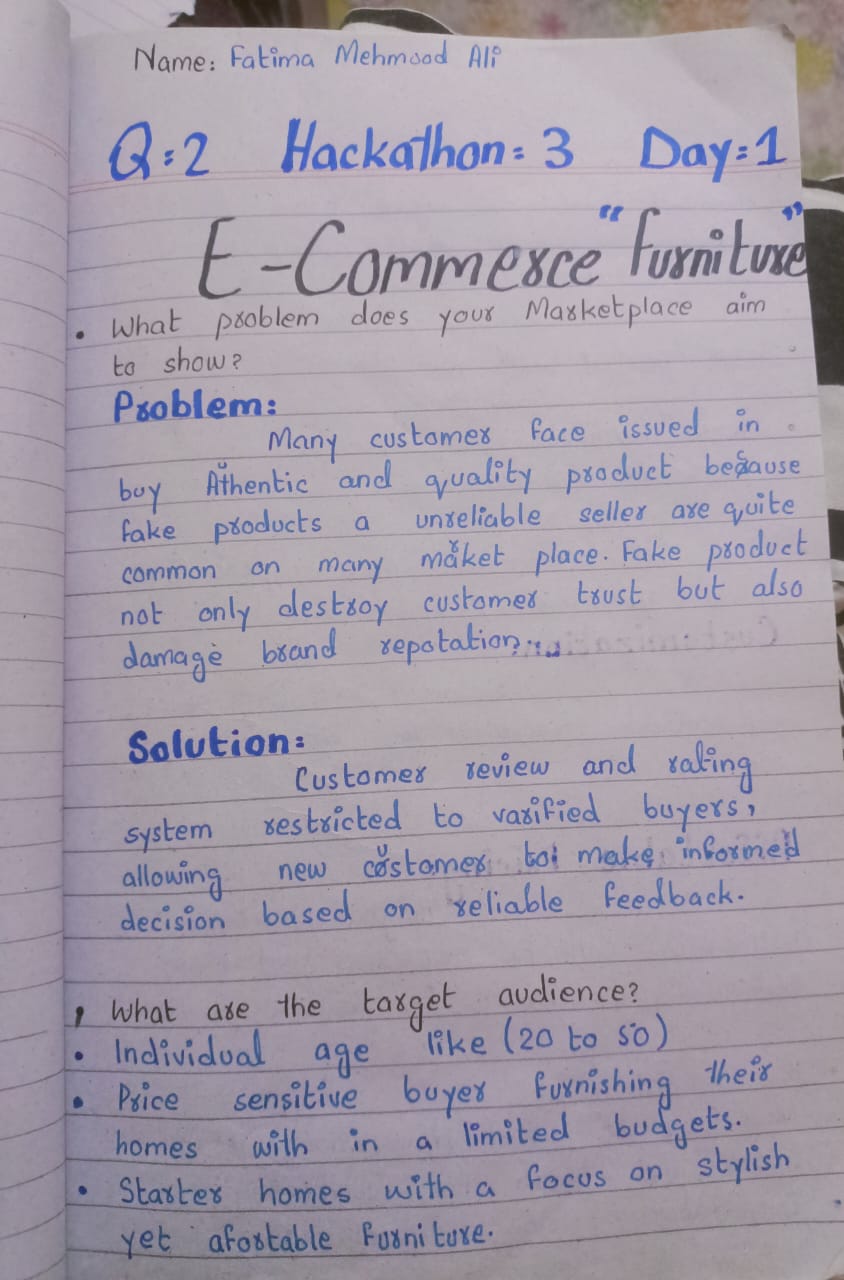 Name: Fatima Mehmood Ali
Q:2 Hackathon: 3 Day:1
E-Commerce "Furniture"
• What problem does your Marketplace aim
to show?
Problem:
Many customer face issued in
buy Authentic and quality product because
fake products a unreliable seller are quite
common on many market place. Fake product
not only destroy customer trust but also
damage brand repotation...
Solution:
Customer review and rating
system restricted to varified buyers,
allowing new customer to make informed
decision based on reliable feedback.
, What are the target audience?
• Individual age like (20 to 50)
• Price sensitive buyer furnishing their
homes with in a limited budgets.
• Starter homes with a focus on stylish
yet afortable furniture.